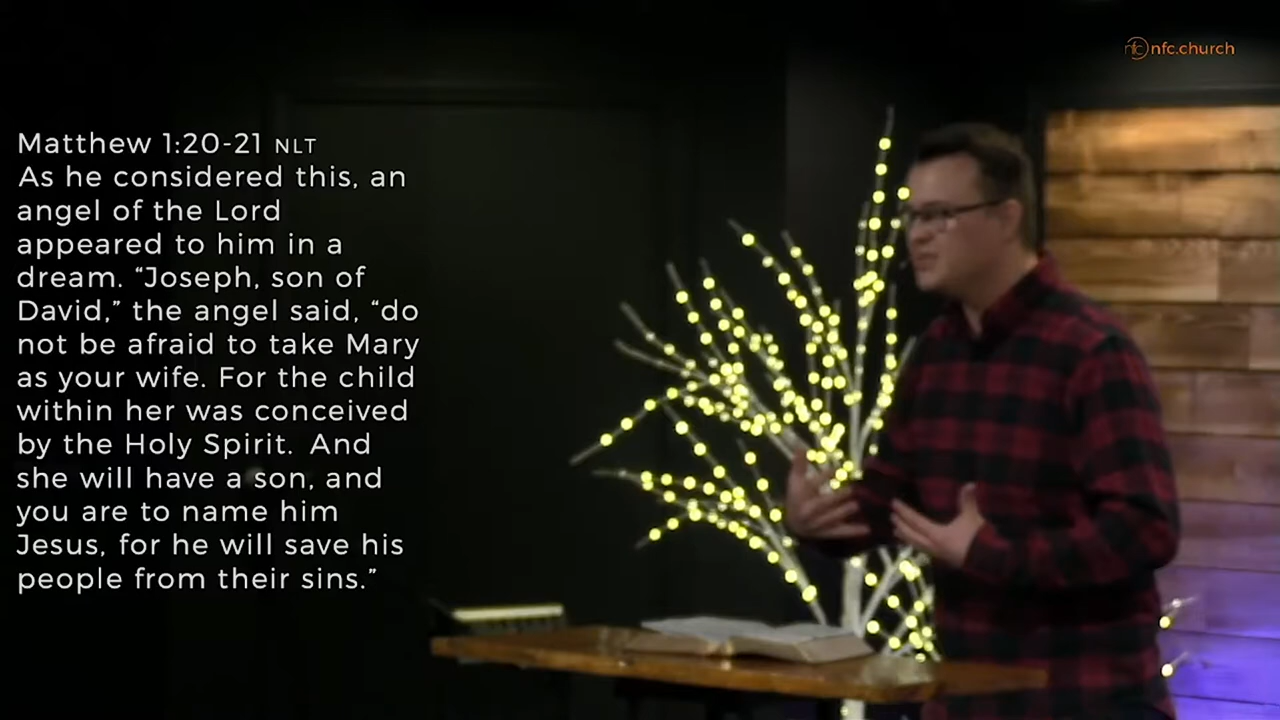 nfc nfc.church
Matthew 1:20-21 NLT
As he considered this, an
angel of the Lord
appeared to him in a
dream. “Joseph, son of
David,” the angel said, “do
not be afraid to take Mary
as your wife. For the child
within her was conceived
by the Holy Spirit. And
she will have a son, and
you are to name him
Jesus, for he will save his
people from their sins.”